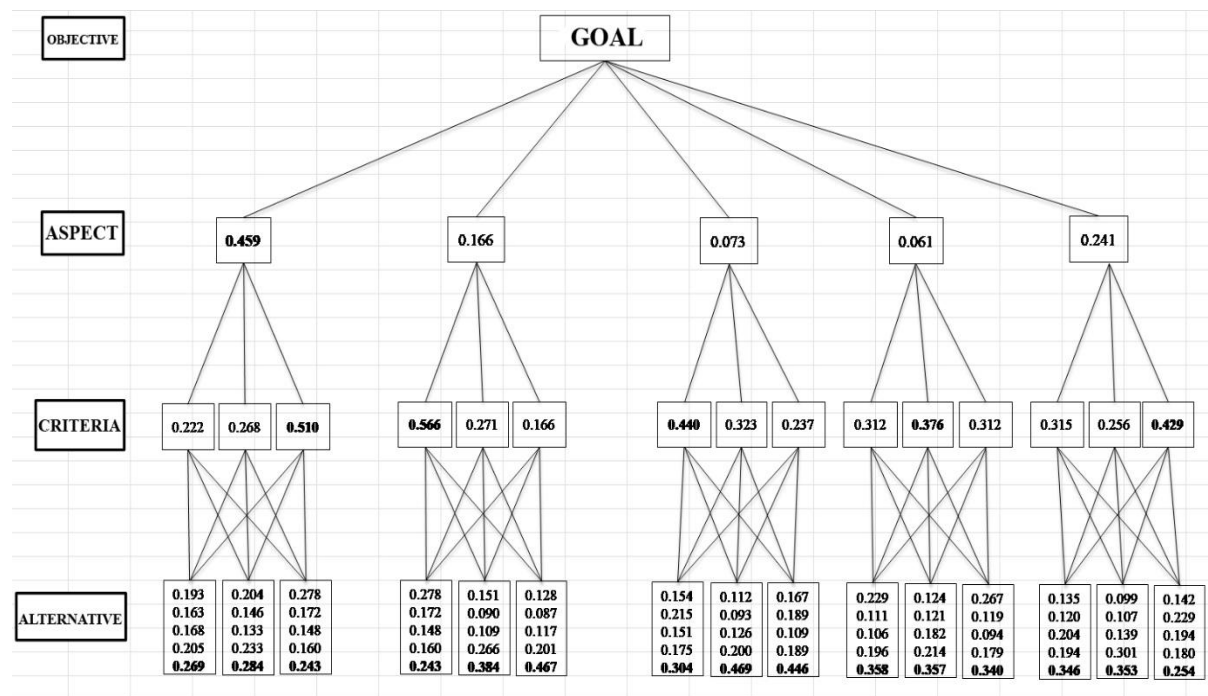 OBJECTIVE
GOAL
ASPECT
0.459 0.166 0.073 0.061 0.241
CRITERIA
0.222 0.268 0.510 0.566 0.271 0.166 0.440 0.323 0.237 0.312 0.376 0.312 0.315 0.256 0.429
ALTERNATIVE
0.193 0.204 0.278 0.278 0.151 0.128 0.154 0.112 0.167 0.229 0.124 0.267 0.135 0.099 0.142
0.163 0.146 0.172 0.172 0.090 0.087 0.215 0.093 0.189 0.111 0.121 0.119 0.120 0.107 0.229
0.168 0.133 0.148 0.148 0.109 0.117 0.151 0.126 0.109 0.106 0.182 0.094 0.204 0.139 0.194
0.205 0.233 0.160 0.160 0.266 0.201 0.175 0.200 0.189 0.196 0.214 0.179 0.194 0.301 0.180
0.269 0.284 0.243 0.243 0.384 0.467 0.304 0.469 0.446 0.358 0.357 0.340 0.346 0.353 0.254